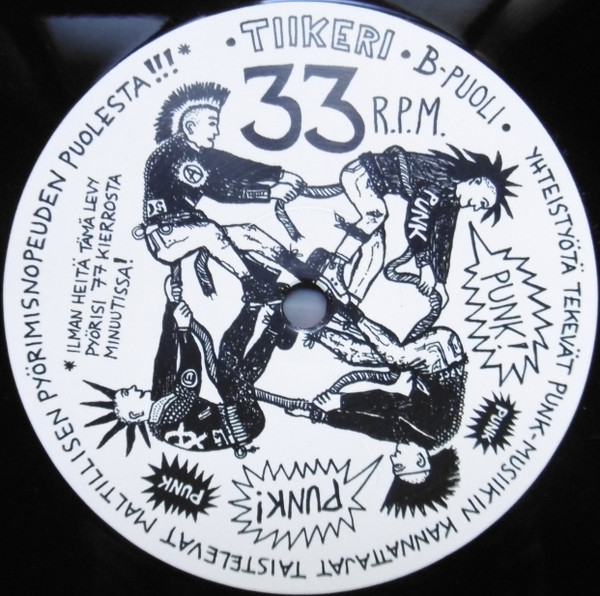 • TIIKERI • B-PUOLI •
33 R.P.M.
YHTEISTYÖTÄ TEKEVÄT PUNK-MUSIIKIN KANNATTAJAT TAISTELEVAT MALTILLISEN PYÖRIMISNOPEUDEN PUOLESTA!!!*
* ILMAN HEITÄ TÄMÄ LEVY
PYÖRISI 77 KIERROSTA
MINUUTISSA!
PUNK
PUNK!
PUNK
PUNK!
PUNK